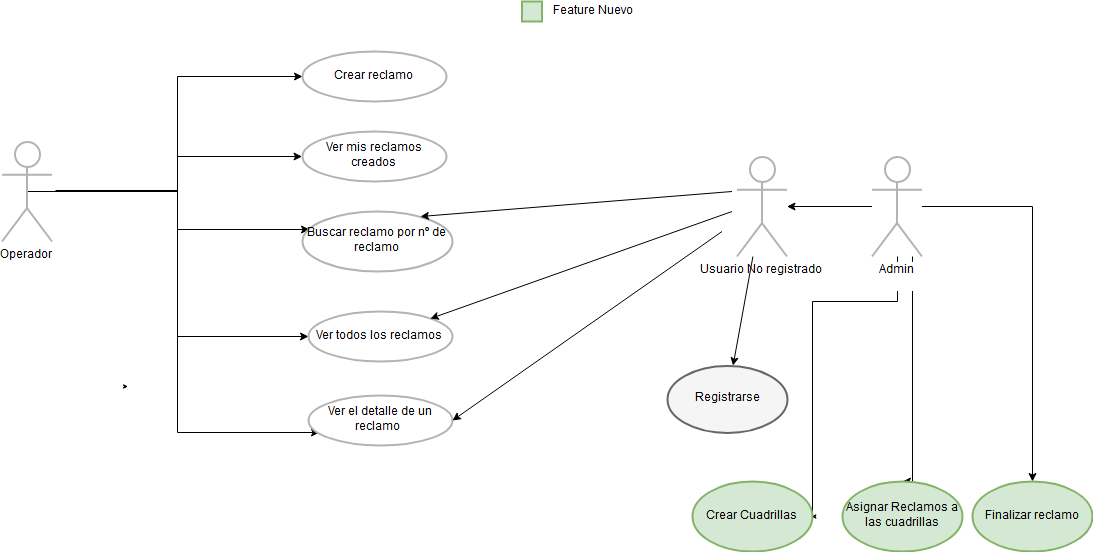 Feature Nuevo
Crear reclamo
Ver mis reclamos
creados
Operador
Buscar reclamo por nº de
reclamo
Usuario No registrado
Admin
Ver todos los reclamos
Registrarse
Ver el detalle de un
reclamo
Crear Cuadrillas
Asignar Reclamos a
las cuadrillas
Finalizar reclamo